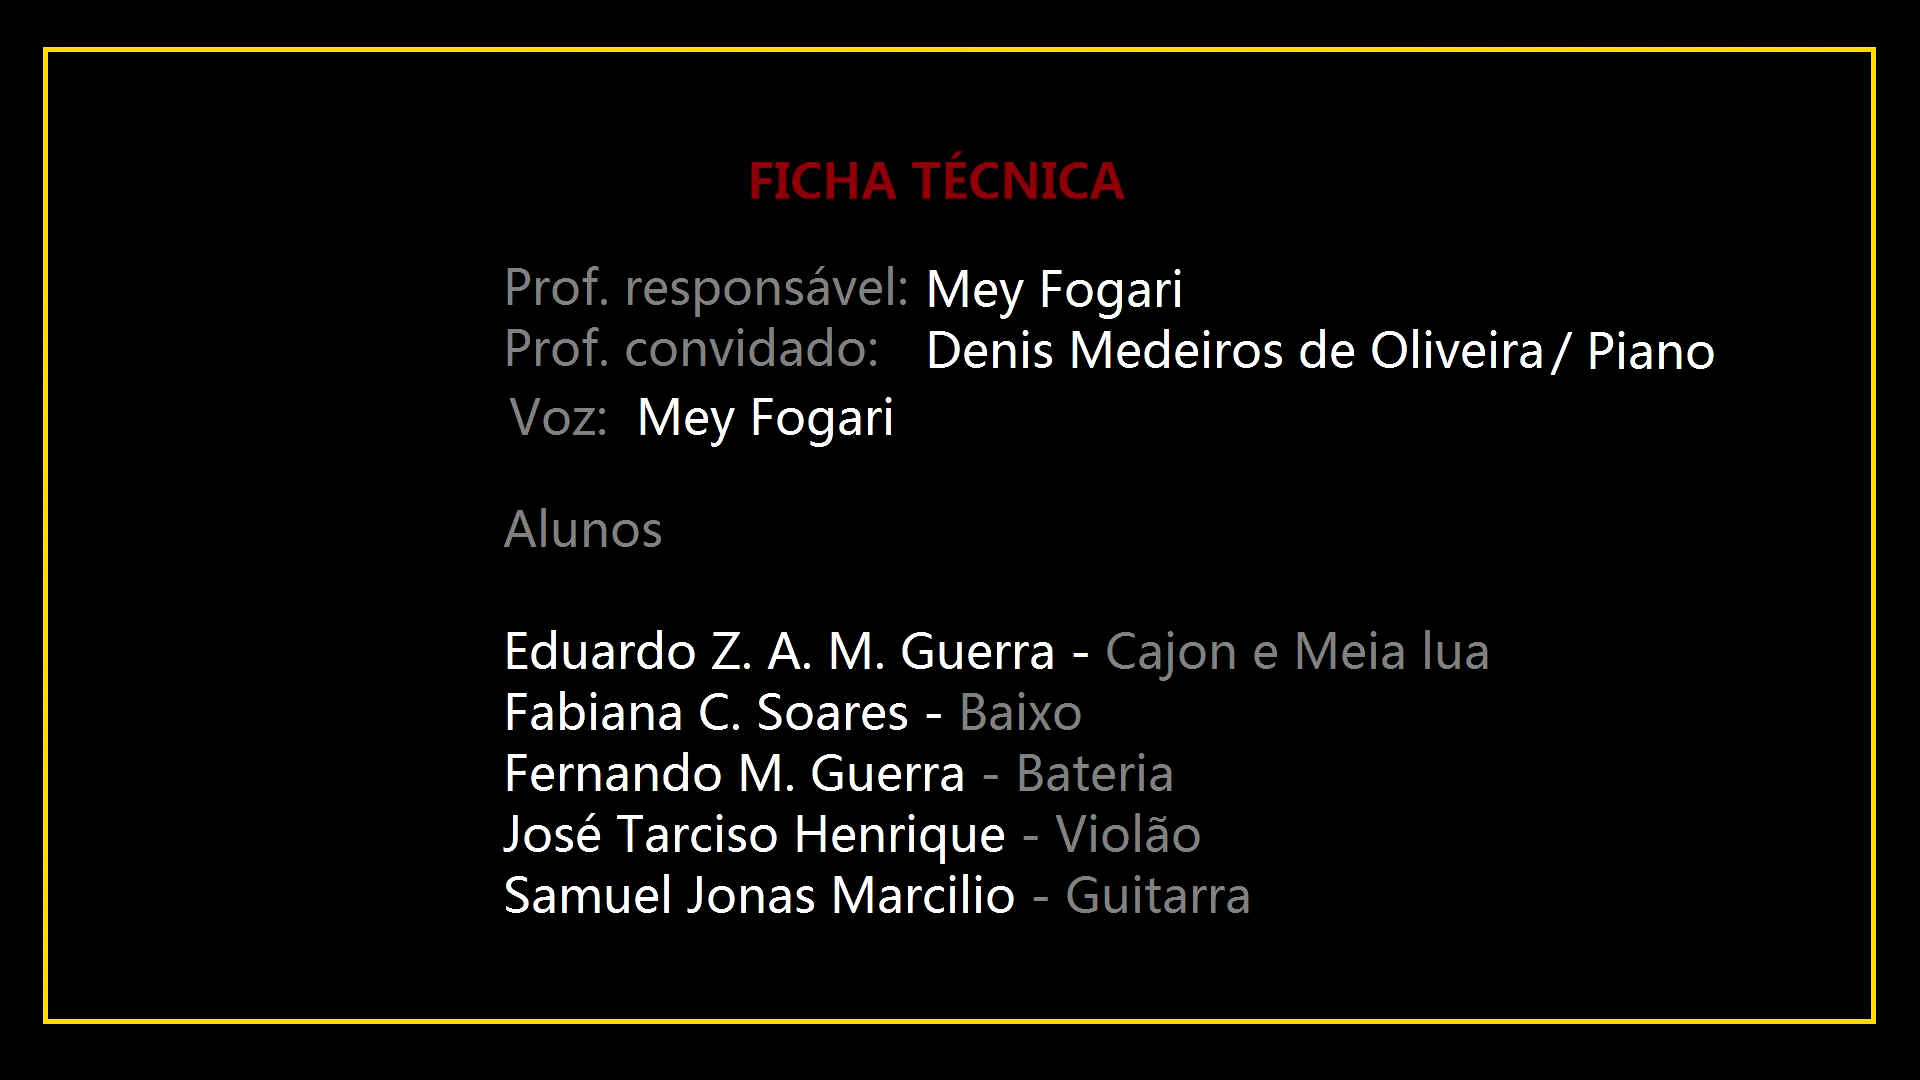 FICHA TÉCNICA
Prof. responsável: Mey Fogari
Prof. convidado: Denis Medeiros de Oliveira / Piano
Voz: Mey Fogari
Alunos
Eduardo Z. A. M. Guerra - Cajon e Meia lua
Fabiana C. Soares - Baixo
Fernando M. Guerra - Bateria
José Tarciso Henrique - Violão
Samuel Jonas Marcilio - Guitarra